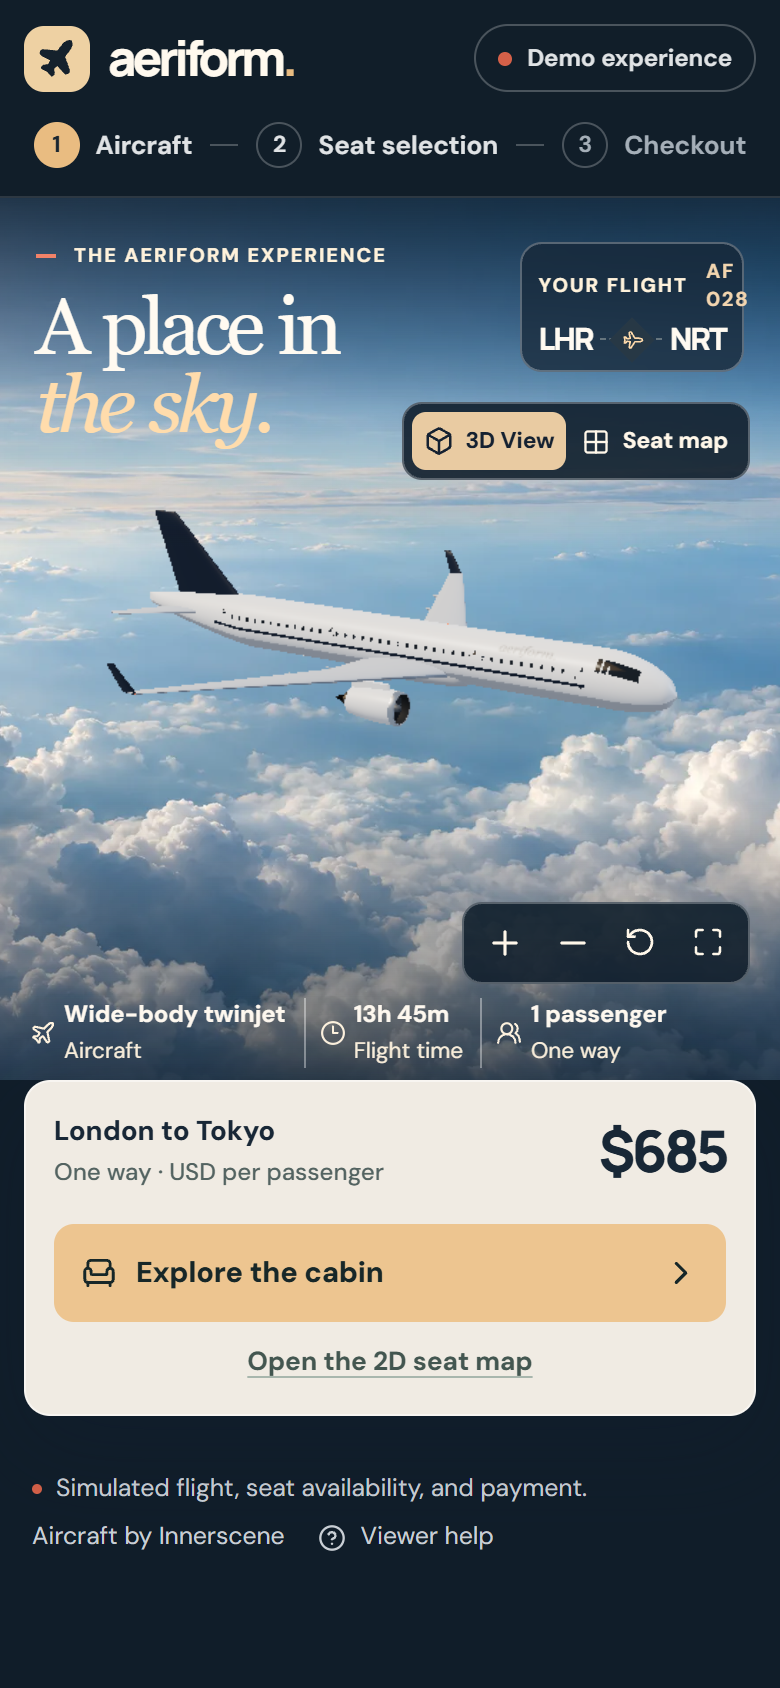 aeriform.
Demo experience
1 Aircraft
2 Seat selection
3 Checkout
THE AERIFORM EXPERIENCE
A place in
the sky.
YOUR FLIGHT
AF
028
LHR
NRT
3D View
Seat map
aeriform
Wide-body twinjet
Aircraft
13h 45m
Flight time
1 passenger
One way
London to Tokyo
One way · USD per passenger
$685
Explore the cabin
Open the 2D seat map
Simulated flight, seat availability, and payment.
Aircraft by Innerscene
Viewer help